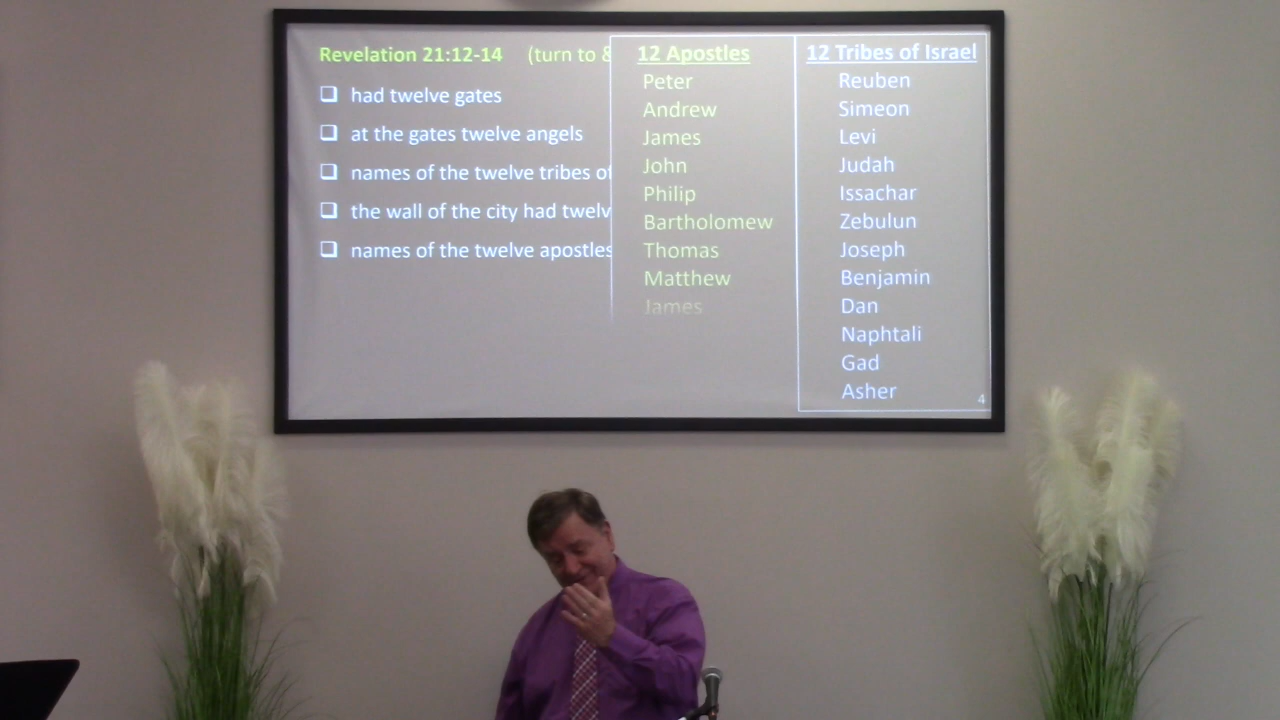 Revelation 21:12-14 (turn to &
had twelve gates
at the gates twelve angels
names of the twelve tribes of
the wall of the city had twelv
names of the twelve apostles
12 Apostles
Peter
Andrew
James
John
Philip
Bartholomew
Thomas
Matthew
James
12 Tribes of Israel
Reuben
Simeon
Levi
Judah
Issachar
Zebulun
Joseph
Benjamin
Dan
Naphtali
Gad
Asher
4